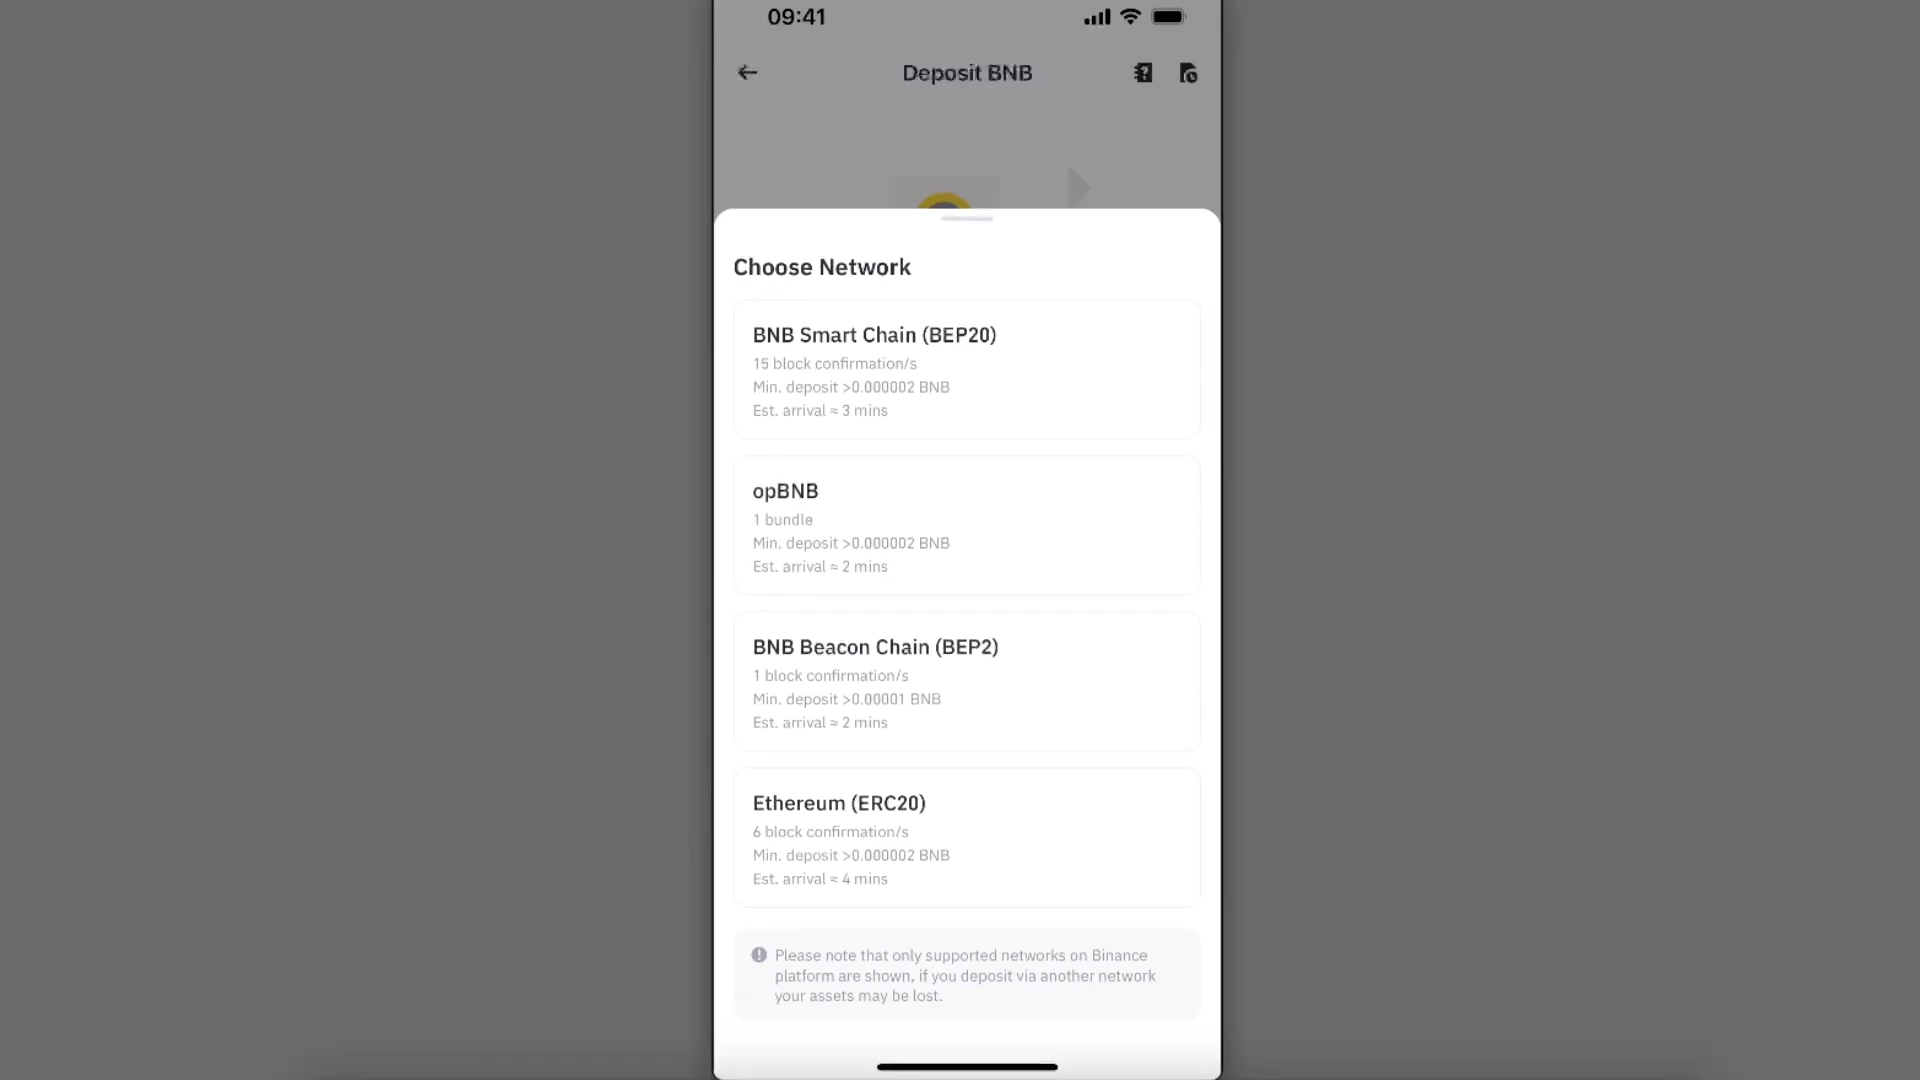 09:41
Deposit BNB
Choose Network
BNB Smart Chain (BEP20)
15 block confirmation/s
Min. deposit >0.000002 BNB
Est. arrival ≈ 3 mins
opBNB
1 bundle
Min. deposit >0.000002 BNB
Est. arrival ≈ 2 mins
BNB Beacon Chain (BEP2)
1 block confirmation/s
Min. deposit >0.00001 BNB
Est. arrival ≈ 2 mins
Ethereum (ERC20)
6 block confirmation/s
Min. deposit >0.000002 BNB
Est. arrival ≈ 4 mins
Please note that only supported networks on Binance
platform are shown, if you deposit via another network
your assets may be lost.